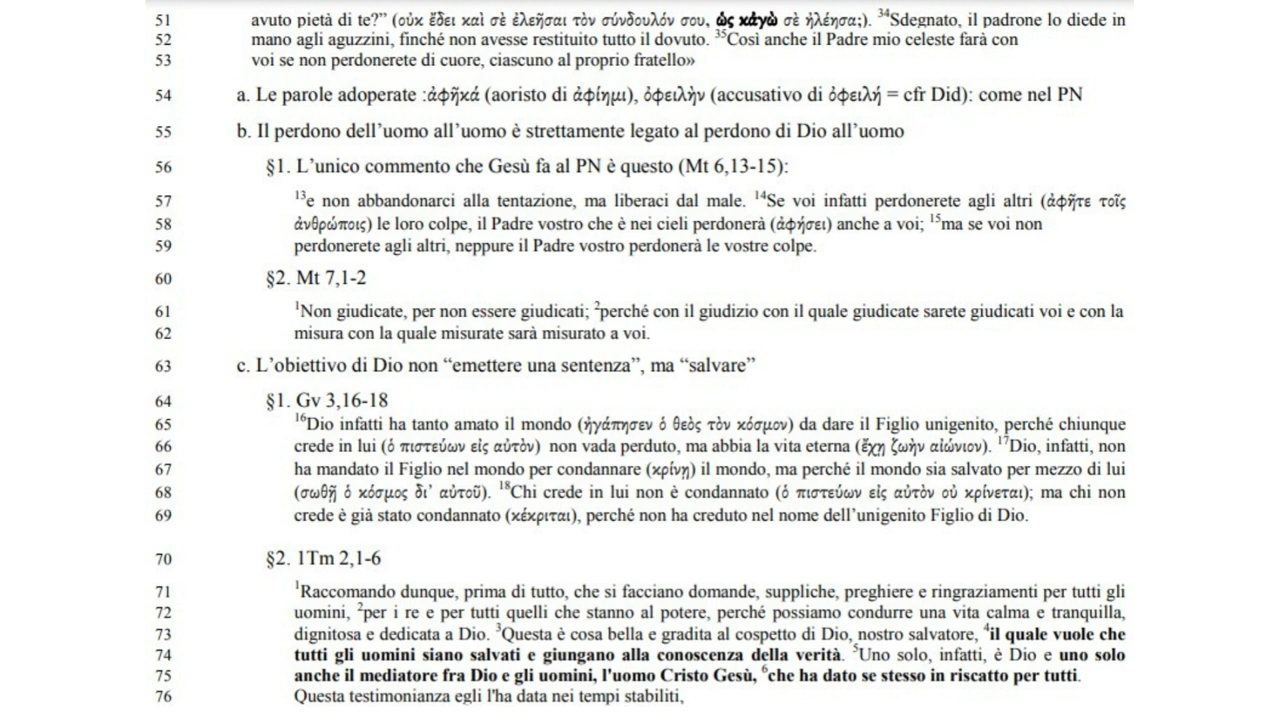 51 avuto pietà di te?” (οὐκ ἔδει καὶ σὲ ἐλεῆσαι τὸν σύνδουλόν σου, ὡς κἀγὼ σὲ ἠλέησα;). ³⁴Sdegnato, il padrone lo diede in
52 mano agli aguzzini, finché non avesse restituito tutto il dovuto. ³⁵Così anche il Padre mio celeste farà con
53 voi se non perdonerete di cuore, ciascuno al proprio fratello»
54 a. Le parole adoperate :ἀφῆκά (aoristo di ἀφίημι), ὀφειλὴν (accusativo di ὀφειλή = cfr Did): come nel PN
55 b. Il perdono dell’uomo all’uomo è strettamente legato al perdono di Dio all’uomo
56 §1. L’unico commento che Gesù fa al PN è questo (Mt 6,13-15):
57 ¹³e non abbandonarci alla tentazione, ma liberaci dal male. ¹⁴Se voi infatti perdonerete agli altri (ἀφῆτε τοῖς
58 ἀνθρώποις) le loro colpe, il Padre vostro che è nei cieli perdonerà (ἀφήσει) anche a voi; ¹⁵ma se voi non
59 perdonerete agli altri, neppure il Padre vostro perdonerà le vostre colpe.
60 §2. Mt 7,1-2
61 ¹Non giudicate, per non essere giudicati; ²perché con il giudizio con il quale giudicate sarete giudicati voi e con la
62 misura con la quale misurate sarà misurato a voi.
63 c. L’obiettivo di Dio non “emettere una sentenza”, ma “salvare”
64 §1. Gv 3,16-18
65 ¹⁶Dio infatti ha tanto amato il mondo (ἠγάπησεν ὁ θεὸς τὸν κόσμον) da dare il Figlio unigenito, perché chiunque
66 crede in lui (ὁ πιστεύων εἰς αὐτὸν) non vada perduto, ma abbia la vita eterna (ἔχῃ ζωὴν αἰώνιον). ¹⁷Dio, infatti, non
67 ha mandato il Figlio nel mondo per condannare (κρίνῃ) il mondo, ma perché il mondo sia salvato per mezzo di lui
68 (σωθῇ ὁ κόσμος δι’ αὐτοῦ). ¹⁸Chi crede in lui non è condannato (ὁ πιστεύων εἰς αὐτὸν οὐ κρίνεται); ma chi non
69 crede è già stato condannato (κέκριται), perché non ha creduto nel nome dell’unigenito Figlio di Dio.
70 §2. 1Tm 2,1-6
71 ¹Raccomando dunque, prima di tutto, che si facciano domande, suppliche, preghiere e ringraziamenti per tutti gli
72 uomini, ²per i re e per tutti quelli che stanno al potere, perché possiamo condurre una vita calma e tranquilla,
73 dignitosa e dedicata a Dio. ³Questa è cosa bella e gradita al cospetto di Dio, nostro salvatore, ⁴il quale vuole che
74 tutti gli uomini siano salvati e giungano alla conoscenza della verità. ⁵Uno solo, infatti, è Dio e uno solo
75 anche il mediatore fra Dio e gli uomini, l'uomo Cristo Gesù, ⁶che ha dato se stesso in riscatto per tutti.
76 Questa testimonianza egli l'ha data nei tempi stabiliti,